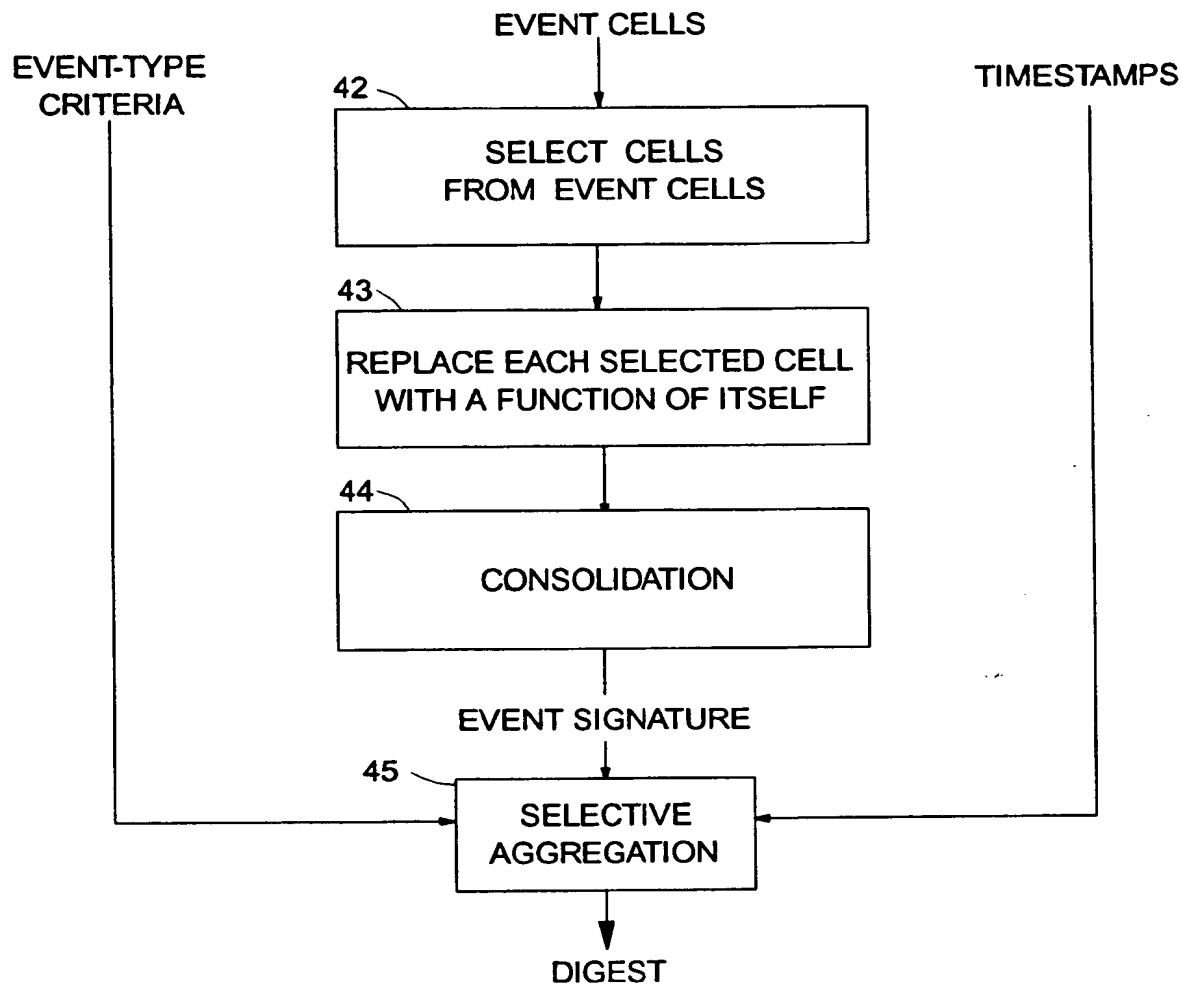 EVENT CELLS
EVENT-TYPE
CRITERIA
TIMESTAMPS
42
SELECT CELLS
FROM EVENT CELLS
43
REPLACE EACH SELECTED CELL
WITH A FUNCTION OF ITSELF
44
CONSOLIDATION
EVENT SIGNATURE
45
SELECTIVE
AGGREGATION
DIGEST